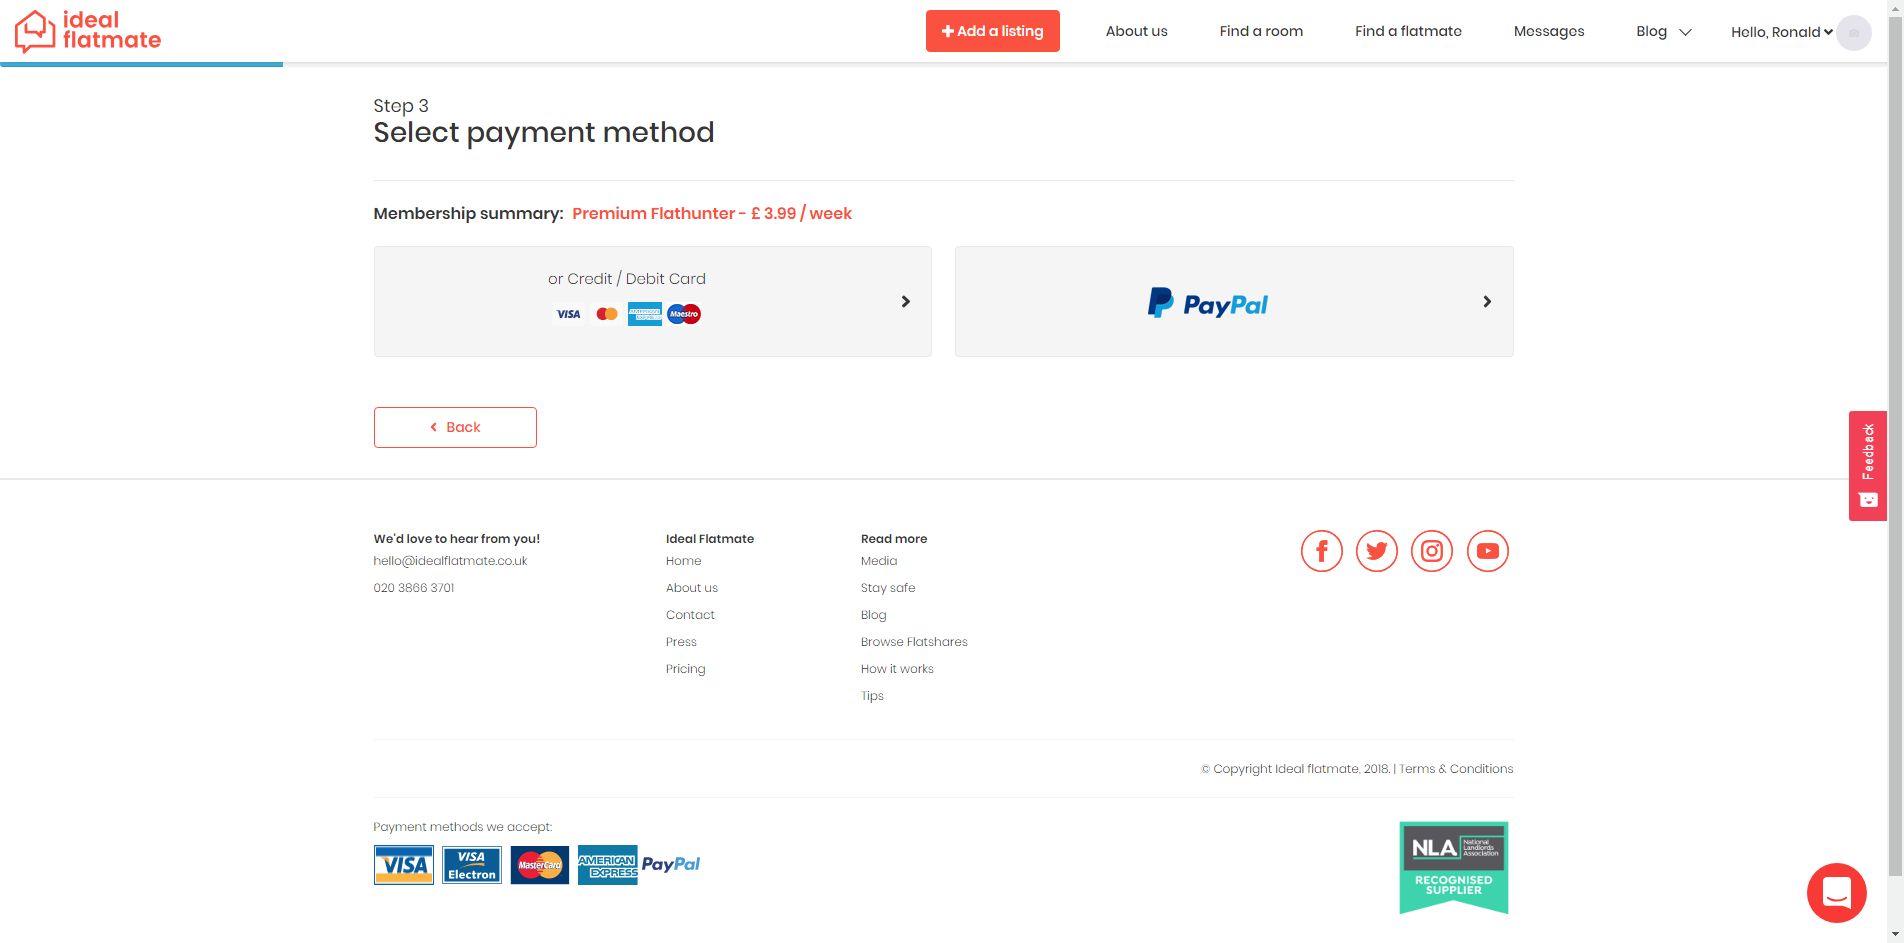 ideal
flatmate
Add a listing
About us
Find a room
Find a flatmate
Messages
Blog
Hello, Ronald
Step 3
Select payment method
Membership summary: Premium Flathunter - £ 3.99 / week
or Credit / Debit Card
VISA
AMERICAN EXPRESS
Maestro
PayPal
Back
Feedback
We'd love to hear from you!
hello@idealflatmate.co.uk
020 3866 3701
Ideal Flatmate
Home
About us
Contact
Press
Pricing
Read more
Media
Stay safe
Blog
Browse Flatshares
How it works
Tips
© Copyright Ideal flatmate, 2018. | Terms & Conditions
Payment methods we accept:
VISA
VISA
Electron
MasterCard
AMERICAN
EXPRESS
PayPal
NLA
National
Landlords
Association
RECOGNISED
SUPPLIER